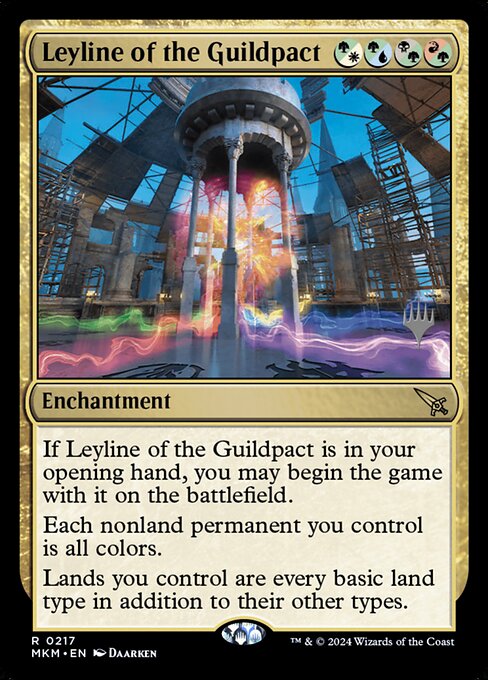 Leyline of the Guildpact
Enchantment
If Leyline of the Guildpact is in your
opening hand, you may begin the game
with it on the battlefield.
Each nonland permanent you control
is all colors.
Lands you control are every basic land
type in addition to their other types.
R 0217
MKM • EN DAARKEN
™ & © 2024 Wizards of the Coast